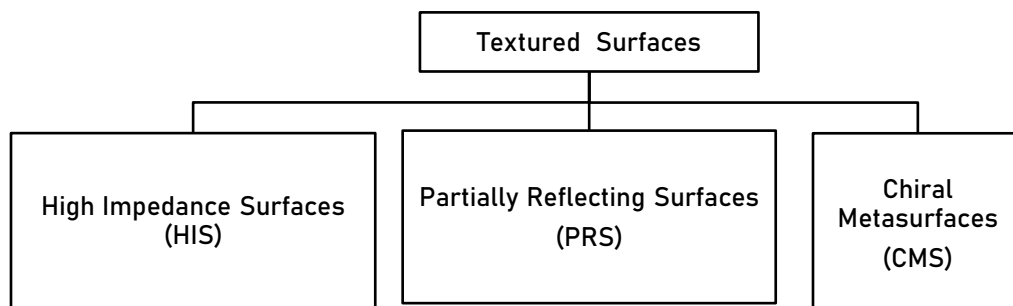 Textured Surfaces
High Impedance Surfaces
(HIS)
Partially Reflecting Surfaces
(PRS)
Chiral
Metasurfaces
(CMS)